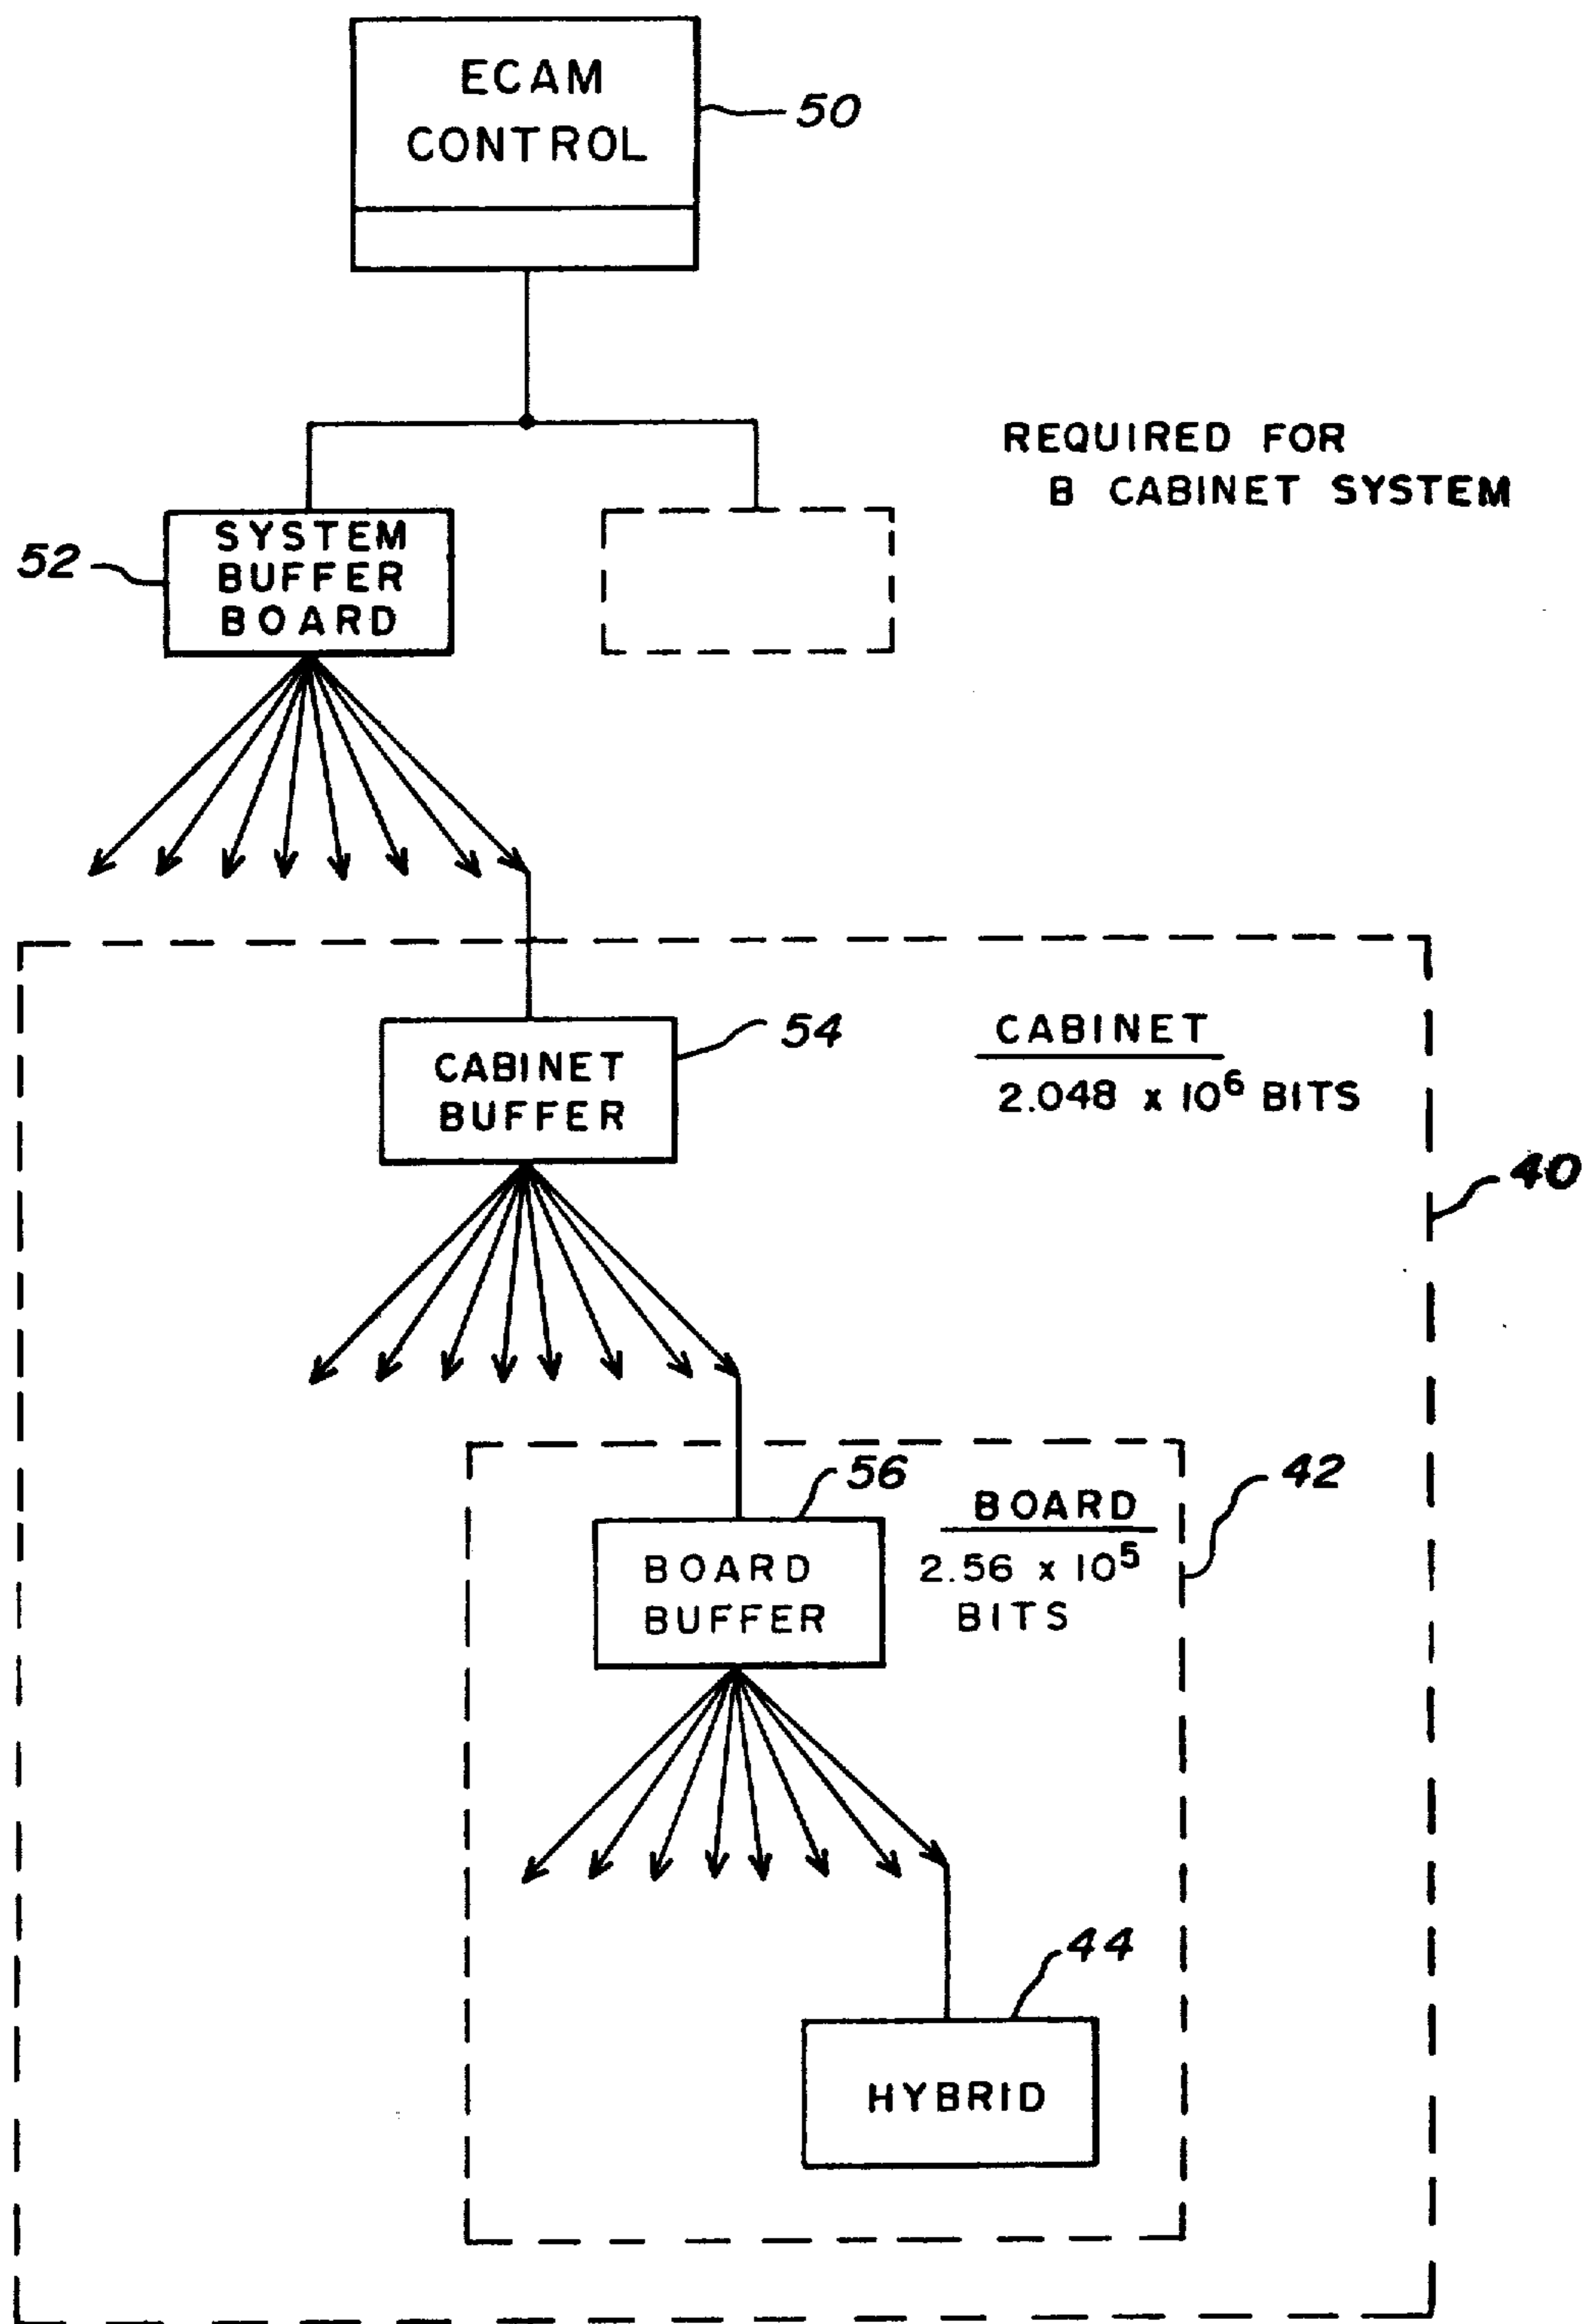 ECAM
CONTROL
50
REQUIRED FOR
B CABINET SYSTEM
52
SYSTEM
BUFFER
BOARD
54
CABINET
BUFFER
CABINET
2.048 x 10⁶ BITS
40
56
42
BOARD
2.56 x 10⁵
BITS
BOARD
BUFFER
44
HYBRID